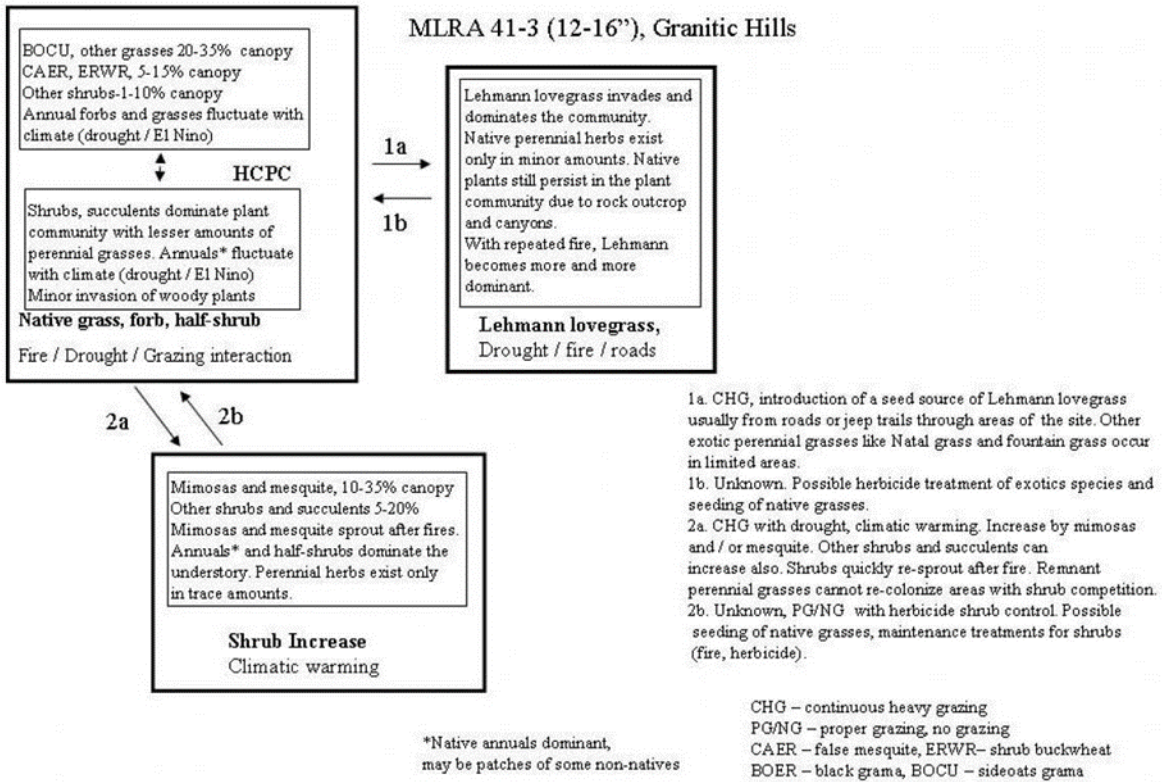 MLRA 41-3 (12-16”), Granitic Hills
BOCU, other grasses 20-35% canopy
CAER, ERWR, 5-15% canopy
Other shrubs-1-10% canopy
Annual forbs and grasses fluctuate with
climate (drought / El Nino)
HCPC
Shrubs, succulents dominate plant
community with lesser amounts of
perennial grasses. Annuals* fluctuate
with climate (drought / El Nino)
Minor invasion of woody plants
Native grass, forb, half-shrub
Fire / Drought / Grazing interaction
1a
1b
Lehmann lovegrass invades and
dominates the community.
Native perennial herbs exist
only in minor amounts. Native
plants still persist in the plant
community due to rock outcrop
and canyons.
With repeated fire, Lehmann
becomes more and more
dominant.
Lehmann lovegrass,
Drought / fire / roads
2a
2b
Mimosas and mesquite, 10-35% canopy
Other shrubs and succulents 5-20%
Mimosas and mesquite sprout after fires.
Annuals* and half-shrubs dominate the
understory. Perennial herbs exist only
in trace amounts.
Shrub Increase
Climatic warming
1a. CHG, introduction of a seed source of Lehmann lovegrass
usually from roads or jeep trails through areas of the site. Other
exotic perennial grasses like Natal grass and fountain grass occur
in limited areas.
1b. Unknown. Possible herbicide treatment of exotics species and
seeding of native grasses.
2a. CHG with drought, climatic warming. Increase by mimosas
and / or mesquite. Other shrubs and succulents can
increase also. Shrubs quickly re-sprout after fire. Remnant
perennial grasses cannot re-colonize areas with shrub competition.
2b. Unknown, PG/NG with herbicide shrub control. Possible
seeding of native grasses, maintenance treatments for shrubs
(fire, herbicide).
*Native annuals dominant,
may be patches of some non-natives
CHG – continuous heavy grazing
PG/NG – proper grazing, no grazing
CAER – false mesquite, ERWR– shrub buckwheat
BOER – black grama, BOCU – sideoats grama